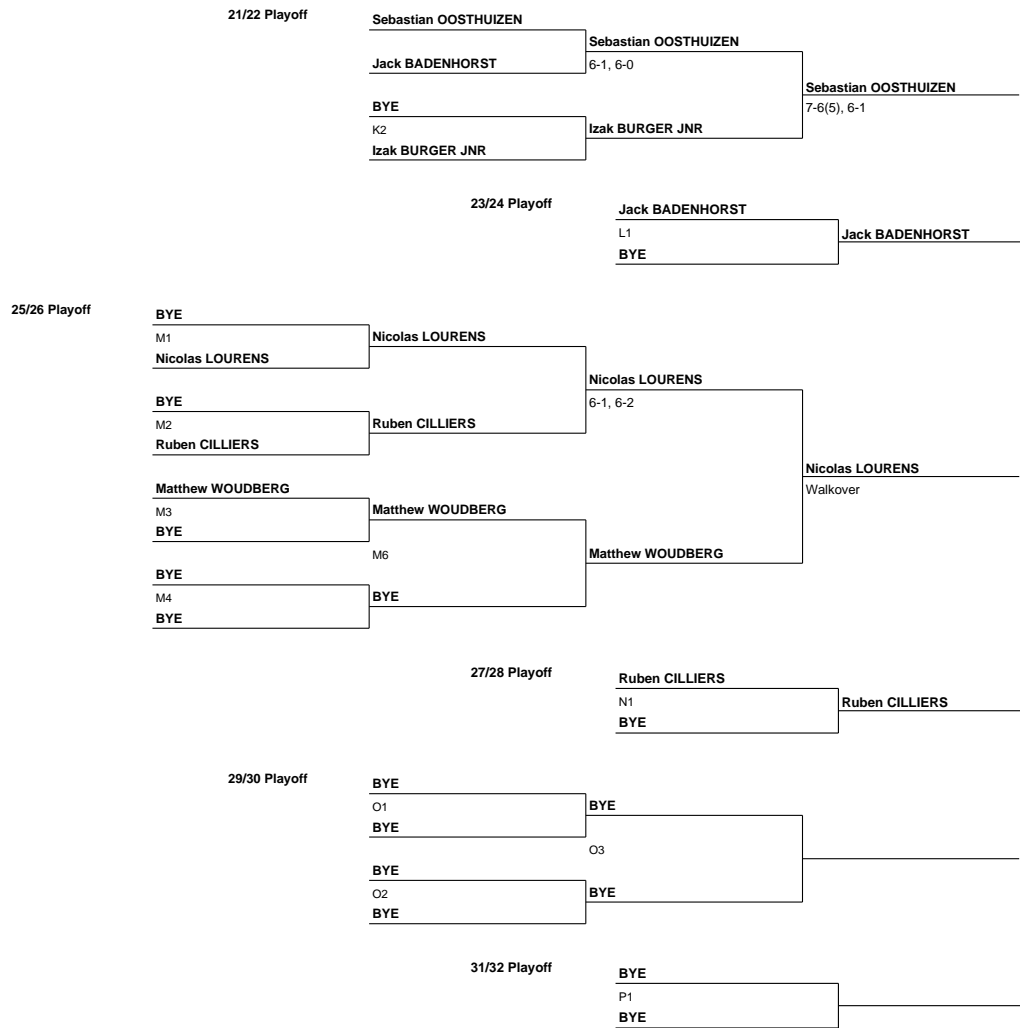 21/22 Playoff
Sebastian OOSTHUIZEN
Sebastian OOSTHUIZEN
Jack BADENHORST
6-1, 6-0
Sebastian OOSTHUIZEN
7-6(5), 6-1
BYE
K2
Izak BURGER JNR
Izak BURGER JNR
23/24 Playoff
Jack BADENHORST
L1
Jack BADENHORST
BYE
25/26 Playoff
BYE
M1
Nicolas LOURENS
Nicolas LOURENS
Nicolas LOURENS
6-1, 6-2
BYE
M2
Ruben CILLIERS
Ruben CILLIERS
Nicolas LOURENS
Walkover
Matthew WOUDBERG
M3
Matthew WOUDBERG
BYE
M6
Matthew WOUDBERG
BYE
M4
BYE
BYE
27/28 Playoff
Ruben CILLIERS
N1
Ruben CILLIERS
BYE
29/30 Playoff
BYE
O1
BYE
BYE
O3
BYE
O2
BYE
BYE
31/32 Playoff
BYE
P1
BYE